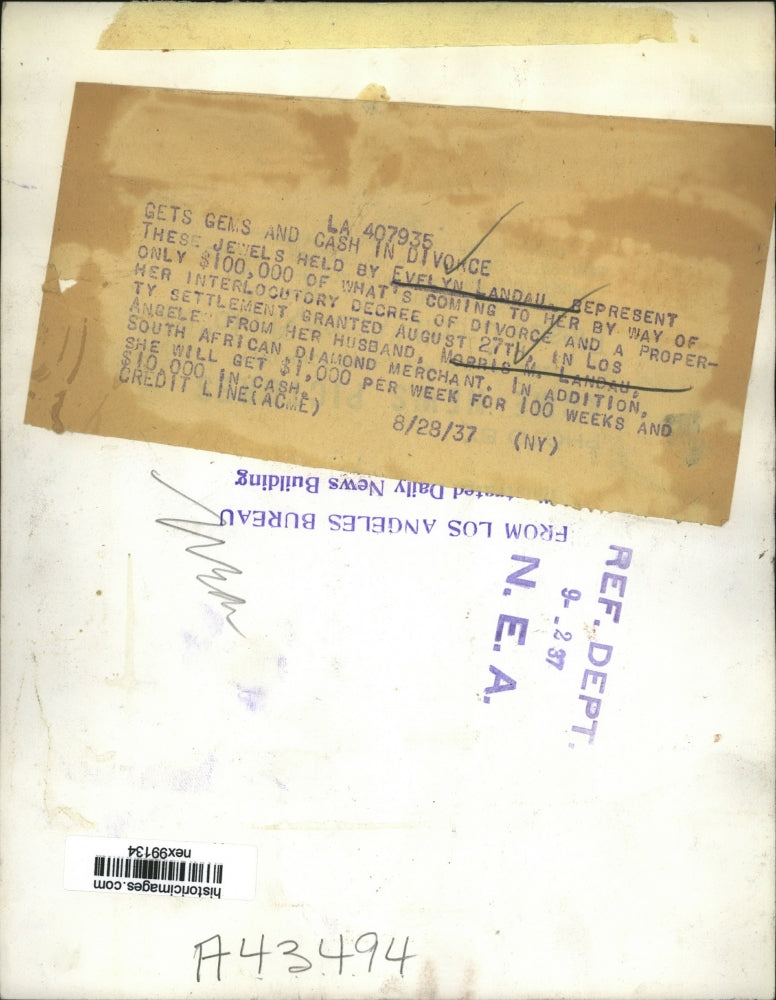 LA 407935
GETS GEMS AND CASH IN DIVORCE
THESE JEWELS HELD BY EVELYN LANDAU, REPRESENT
ONLY $100,000 OF WHAT'S COMING TO HER BY WAY OF
HER INTERLOCUTORY DECREE OF DIVORCE AND A PROPER-
TY SETTLEMENT GRANTED AUGUST 27TH, IN LOS
ANGELES FROM HER HUSBAND, MORRIS M. LANDAU,
SOUTH AFRICAN DIAMOND MERCHANT. IN ADDITION,
SHE WILL GET $1,000 PER WEEK FOR 100 WEEKS AND
$10,000 IN CASH.
CREDIT LINE(ACME)
8/28/37 (NY)
FROM LOS ANGELES BUREAU
Daily News Building
REF. DEPT.
9-237
N.E.A.
historicimages.com
nex99134
A43494